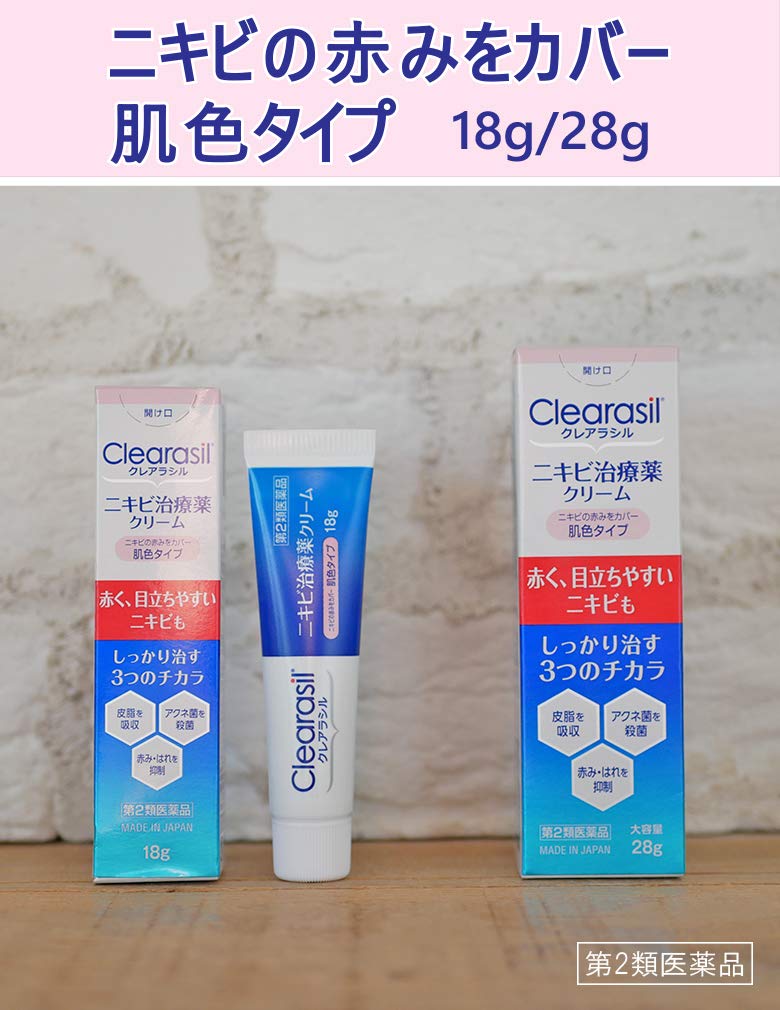 ニキビの赤みをカバー
肌色タイプ 18g/28g
開け口
Clearasil®
クレアラシル
ニキビ治療薬
クリーム
ニキビの赤みをカバー
肌色タイプ
赤く、目立ちやすい
ニキビも
しっかり治す
3つのチカラ
皮脂を
吸収
アクネ菌を
殺菌
赤み・はれを
抑制
第2類医薬品
MADE IN JAPAN
18g
第2類医薬品
ニキビ治療薬クリーム 18g
ニキビの赤みをカバー 肌色タイプ
Clearasil®
クレアラシル
開け口
Clearasil®
クレアラシル
ニキビ治療薬
クリーム
ニキビの赤みをカバー
肌色タイプ
赤く、目立ちやすい
ニキビも
しっかり治す
3つのチカラ
皮脂を
吸収
アクネ菌を
殺菌
赤み・はれを
抑制
第2類医薬品 大容量
MADE IN JAPAN 28g
第2類医薬品